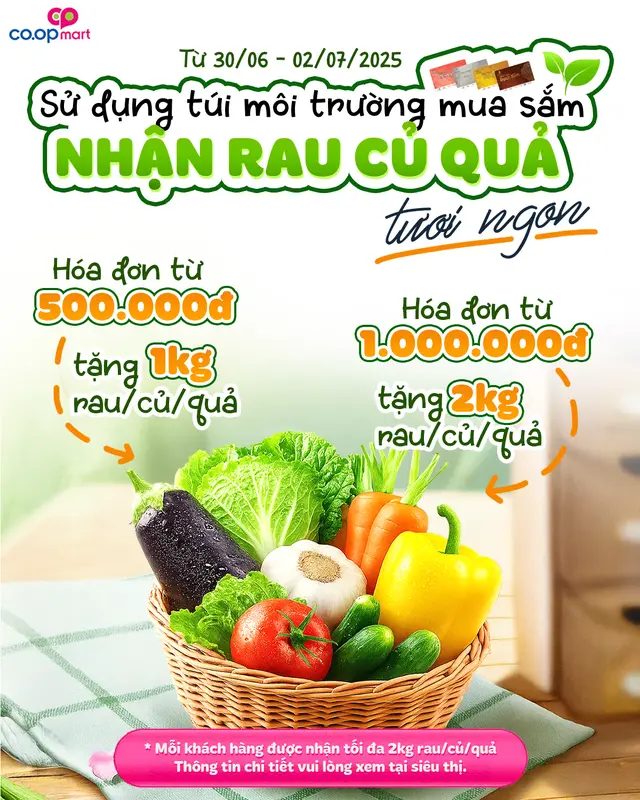 co.opmart
Từ 30/06 - 02/07/2025
Sử dụng túi môi trường mua sắm
NHẬN RAU CỦ QUẢ
tươi ngon
Hóa đơn từ
500.000đ
tặng 1kg
rau/củ/quả
Hóa đơn từ
1.000.000đ
tặng 2kg
rau/củ/quả
* Mỗi khách hàng được nhận tối đa 2kg rau/củ/quả
Thông tin chi tiết vui lòng xem tại siêu thị.